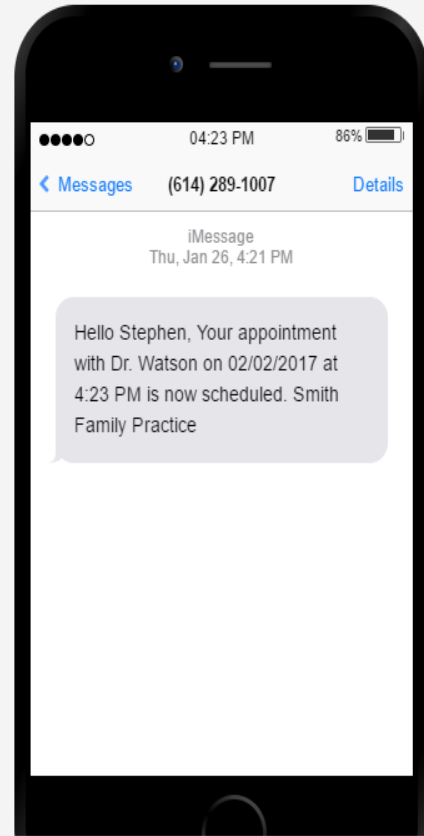 04:23 PM 86%
Messages (614) 289-1007 Details
iMessage
Thu, Jan 26, 4:21 PM
Hello Stephen, Your appointment
with Dr. Watson on 02/02/2017 at
4:23 PM is now scheduled. Smith
Family Practice